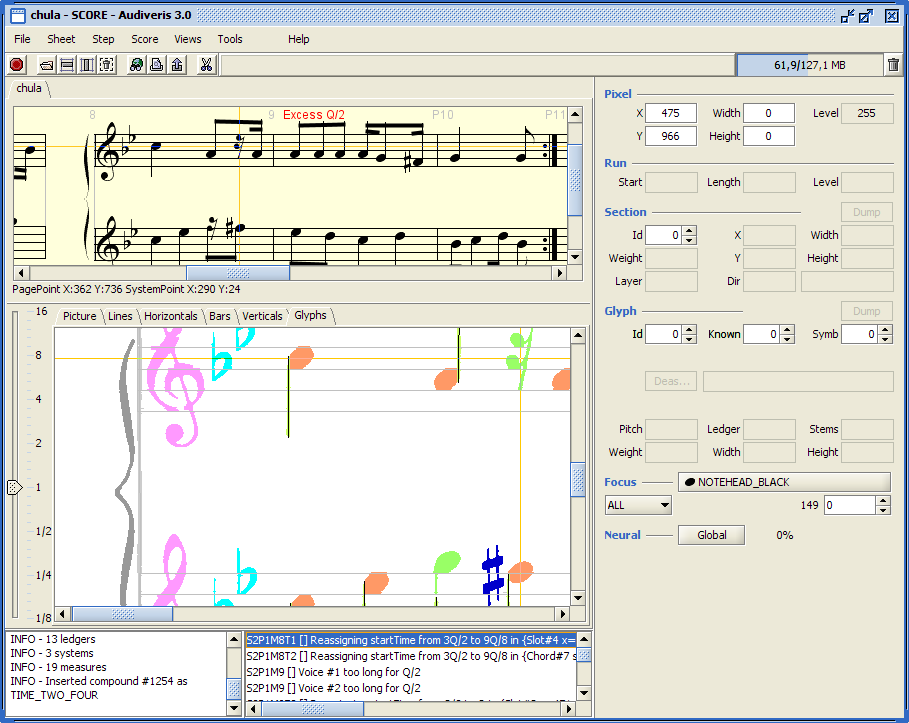 chula - SCORE - Audiveris 3.0
File Sheet Step Score Views Tools Help
61,9/127,1 MB
chula
8 9 Excess Q/2 P10 P11
PagePoint X:362 Y:736 SystemPoint X:290 Y:24
Picture Lines Horizontals Bars Verticals Glyphs
16
8
4
2
1
1/2
1/4
1/8
INFO - 13 ledgers
INFO - 3 systems
INFO - 19 measures
INFO - Inserted compound #1254 as
TIME_TWO_FOUR
S2P1M8T1 [] Reassigning startTime from 3Q/2 to 9Q/8 in {Slot#4 x=
S2P1M8T2 [] Reassigning startTime from 3Q/2 to 9Q/8 in {Chord#7 s
S2P1M9 [] Voice #1 too long for Q/2
S2P1M9 [] Voice #2 too long for Q/2
Pixel
X 475 Width 0 Level 255
Y 966 Height 0
Run
Start Length Level
Section Dump
Id 0 X Width
Weight Y Height
Layer Dir
Glyph Dump
Id 0 Known 0 Symb 0
Deas...
Pitch Ledger Stems
Weight Width Height
Focus NOTEHEAD_BLACK
ALL 149 0
Neural Global 0%